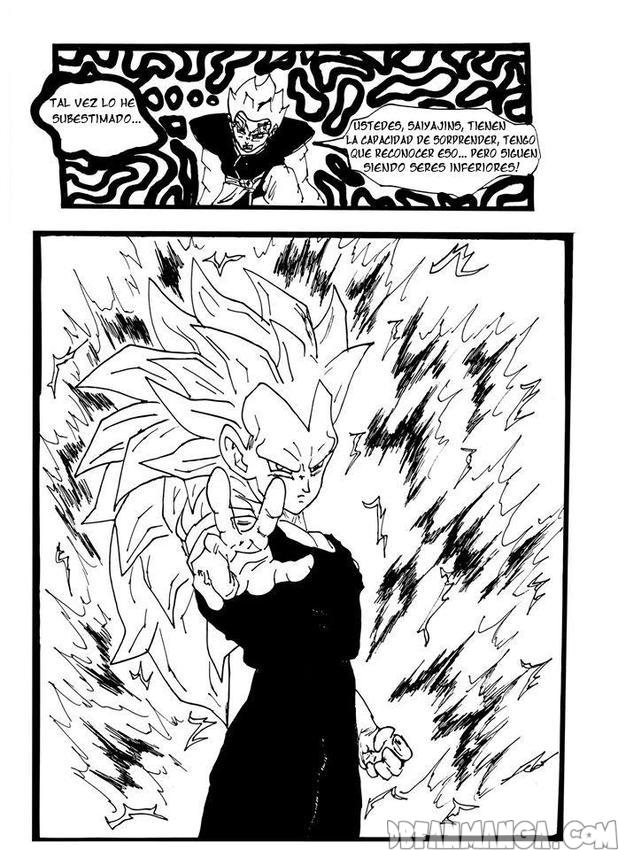 TAL VEZ LO HE
SUBESTIMADO...
USTEDES, SAIYAJINS, TIENEN
LA CAPACIDAD DE SORPRENDER, TENGO
QUE RECONOCER ESO... PERO SIGUEN
SIENDO SERES INFERIORES!
DBFANMANGA.COM